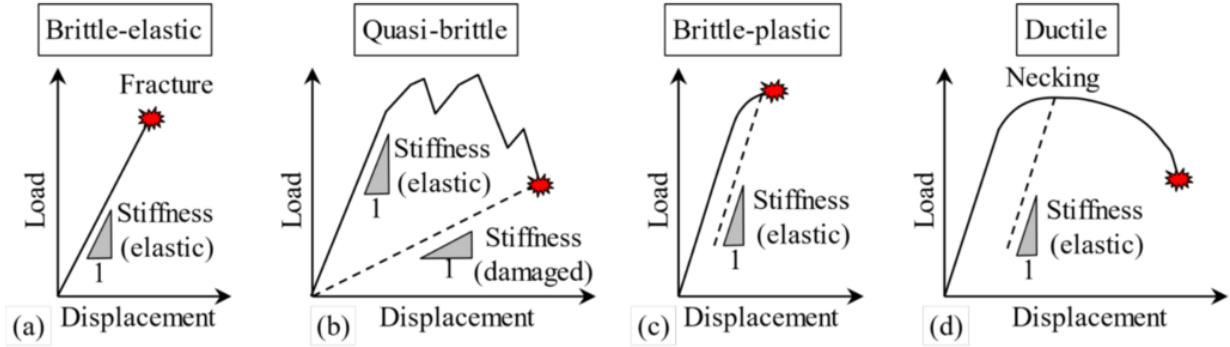 Brittle-elastic
Fracture
Load
Stiffness
(elastic)
1
(a)
Displacement
Quasi-brittle
Load
Stiffness
(elastic)
1
Stiffness
(damaged)
1
(b)
Displacement
Brittle-plastic
Load
Stiffness
(elastic)
1
(c)
Displacement
Ductile
Necking
Load
Stiffness
(elastic)
1
(d)
Displacement